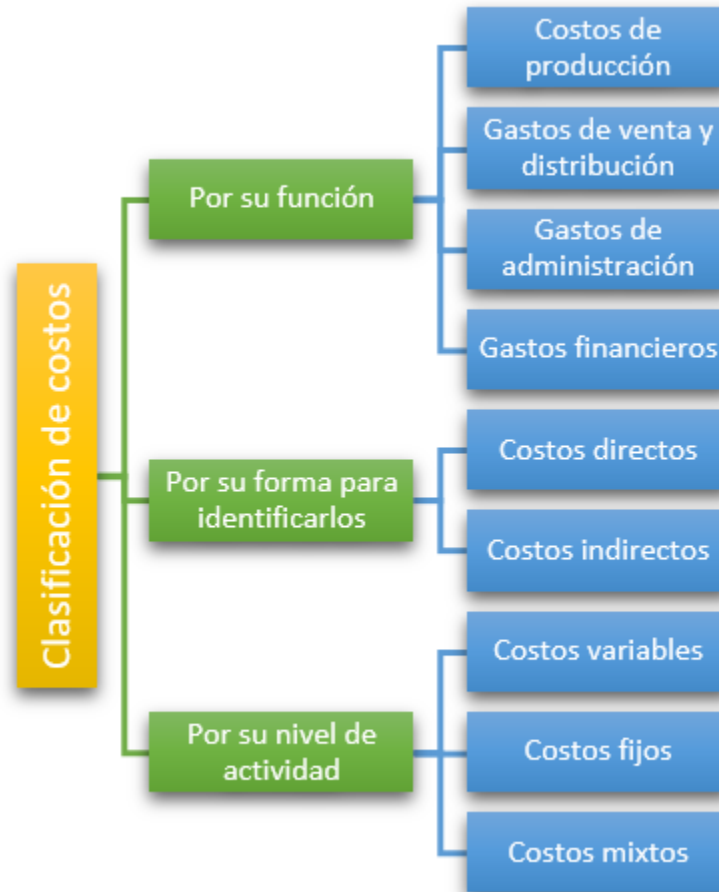 Clasificación de costos
Por su función
Costos de
producción
Gastos de venta y
distribución
Gastos de
administración
Gastos financieros
Por su forma para
identificarlos
Costos directos
Costos indirectos
Por su nivel de
actividad
Costos variables
Costos fijos
Costos mixtos